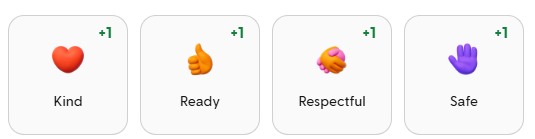 +1
Kind
+1
Ready
+1
Respectful
+1
Safe